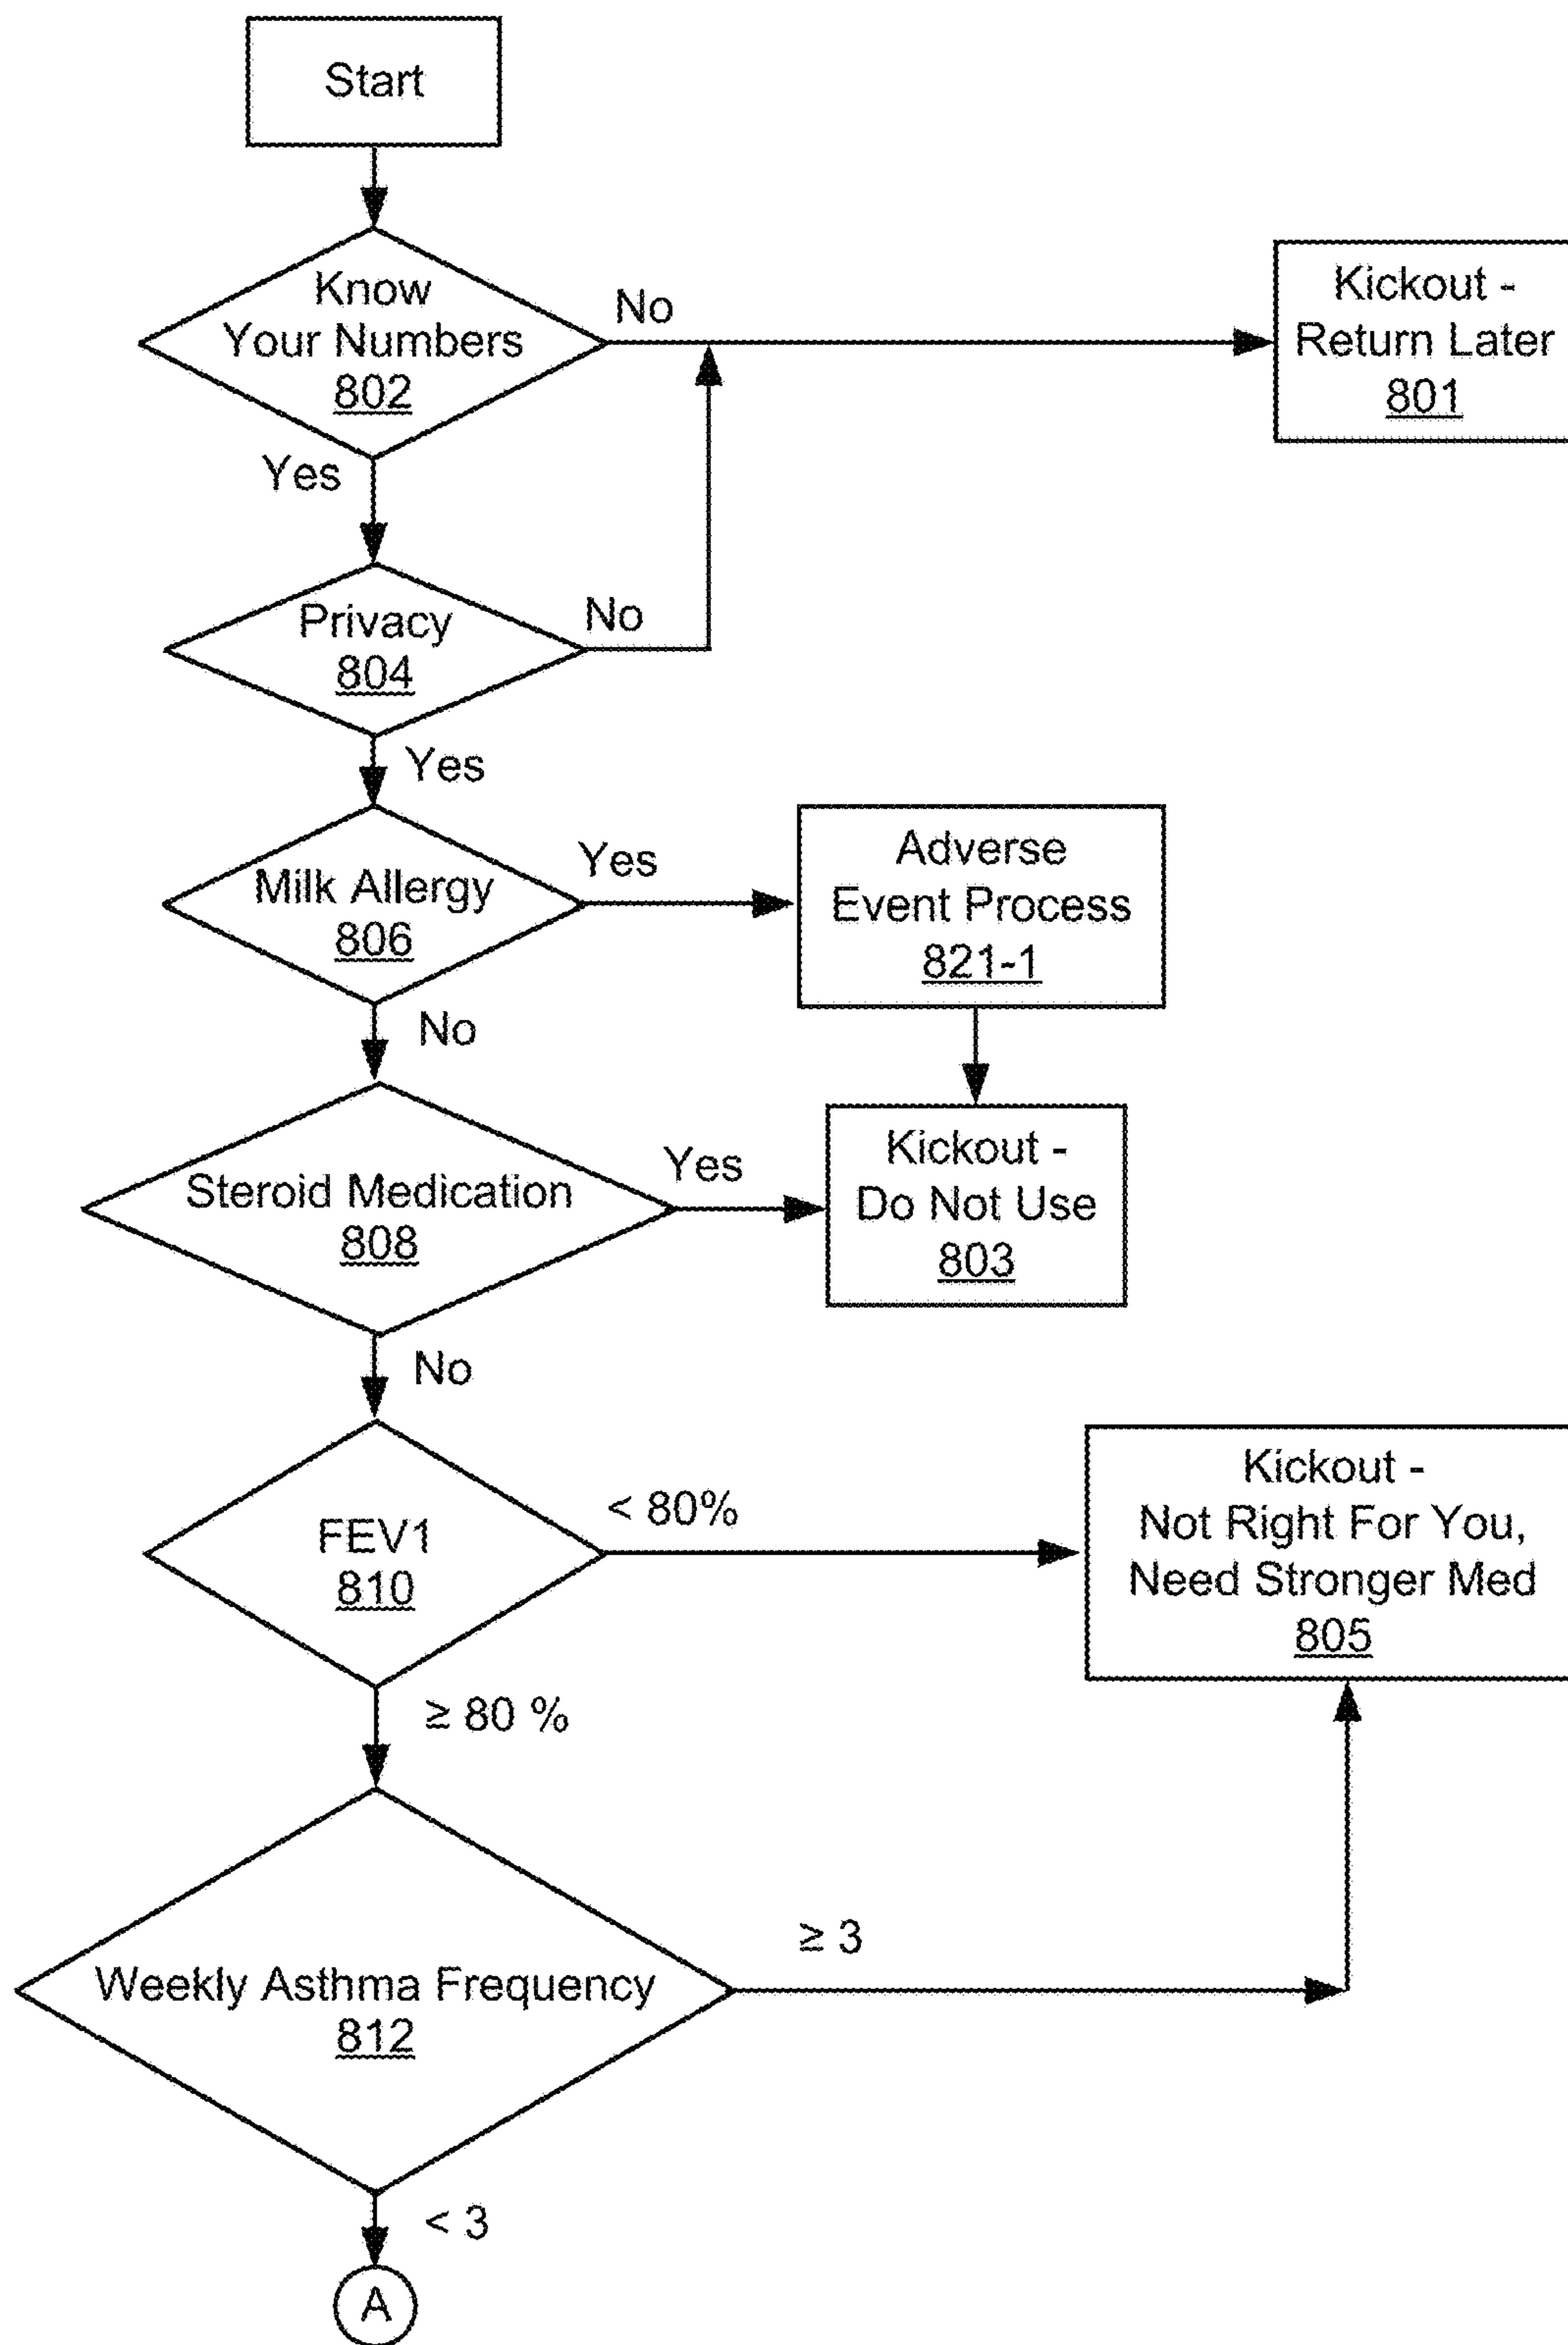 Start
Know
Your Numbers
802
No
Kickout -
Return Later
801
Yes
Privacy
804
No
Yes
Milk Allergy
806
Yes
Adverse
Event Process
821-1
No
Steroid Medication
808
Yes
Kickout -
Do Not Use
803
No
FEV1
810
< 80%
Kickout -
Not Right For You,
Need Stronger Med
805
≥ 80 %
Weekly Asthma Frequency
812
≥ 3
< 3
A